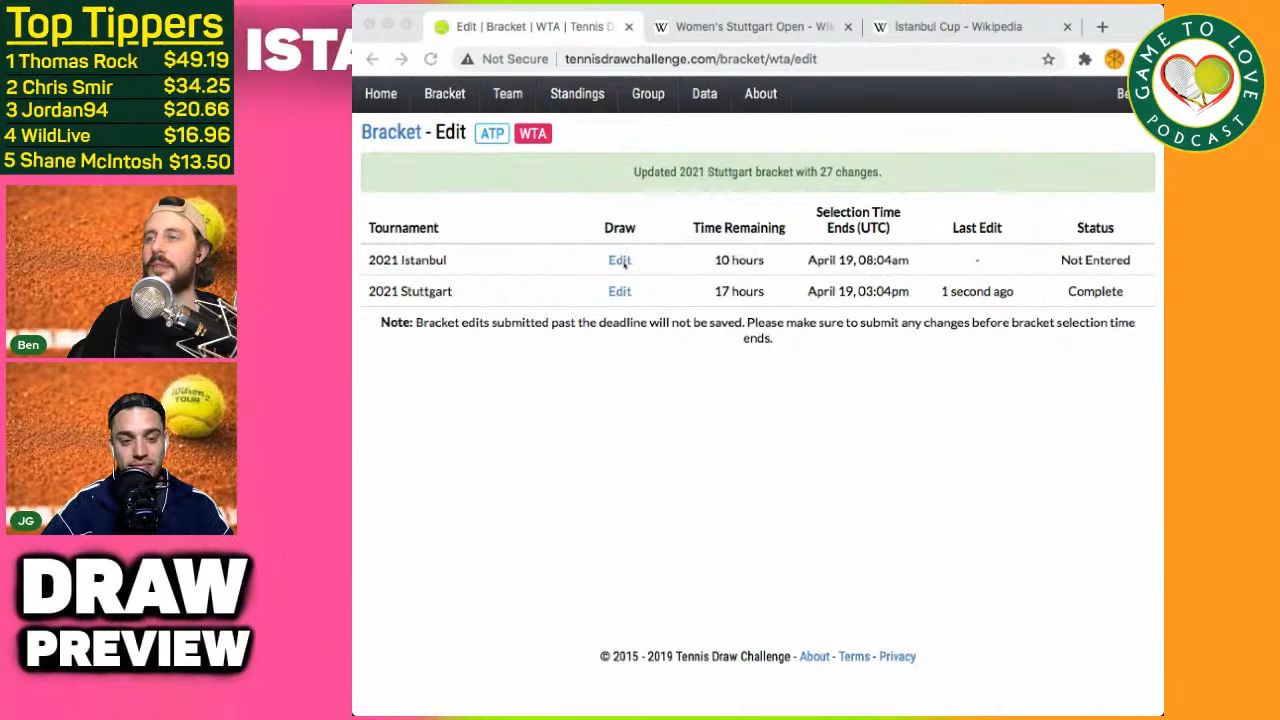 Top Tippers
1 Thomas Rock $49.19
2 Chris Smir $34.25
3 Jordan94 $20.66
4 WildLive $16.96
5 Shane McIntosh $13.50
ISTA
Ben
Wilson
TOUR
JG
DRAW
PREVIEW
Edit | Bracket | WTA | Tennis D
Women's Stuttgart Open - Wik
İstanbul Cup - Wikipedia
Not Secure tennisdrawchallenge.com/bracket/wta/edit
Home Bracket Team Standings Group Data About Be
Bracket - Edit ATP WTA
Updated 2021 Stuttgart bracket with 27 changes.
Tournament Draw Time Remaining Selection Time Ends (UTC) Last Edit Status
2021 Istanbul Edit 10 hours April 19, 08:04am - Not Entered
2021 Stuttgart Edit 17 hours April 19, 03:04pm 1 second ago Complete
Note: Bracket edits submitted past the deadline will not be saved. Please make sure to submit any changes before bracket selection time
ends.
© 2015 - 2019 Tennis Draw Challenge - About - Terms - Privacy
GAME TO LOVE
PODCAST